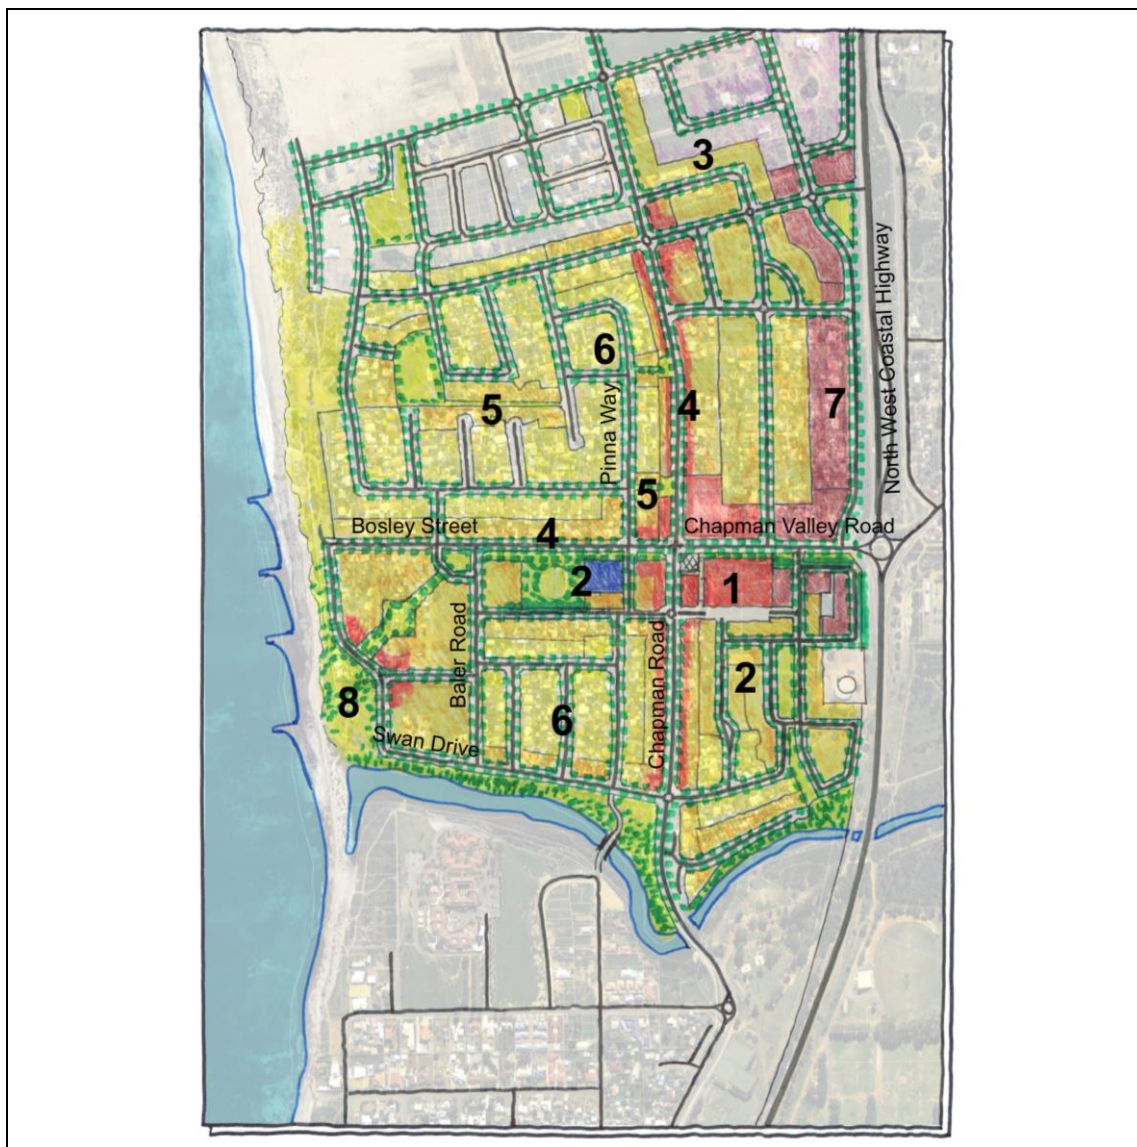 3
North West Coastal Highway
6
Pinna Way
5
4
7
5
Bosley Street
Chapman Valley Road
4
2
1
Baler Road
Chapman Road
2
8
6
Swan Drive